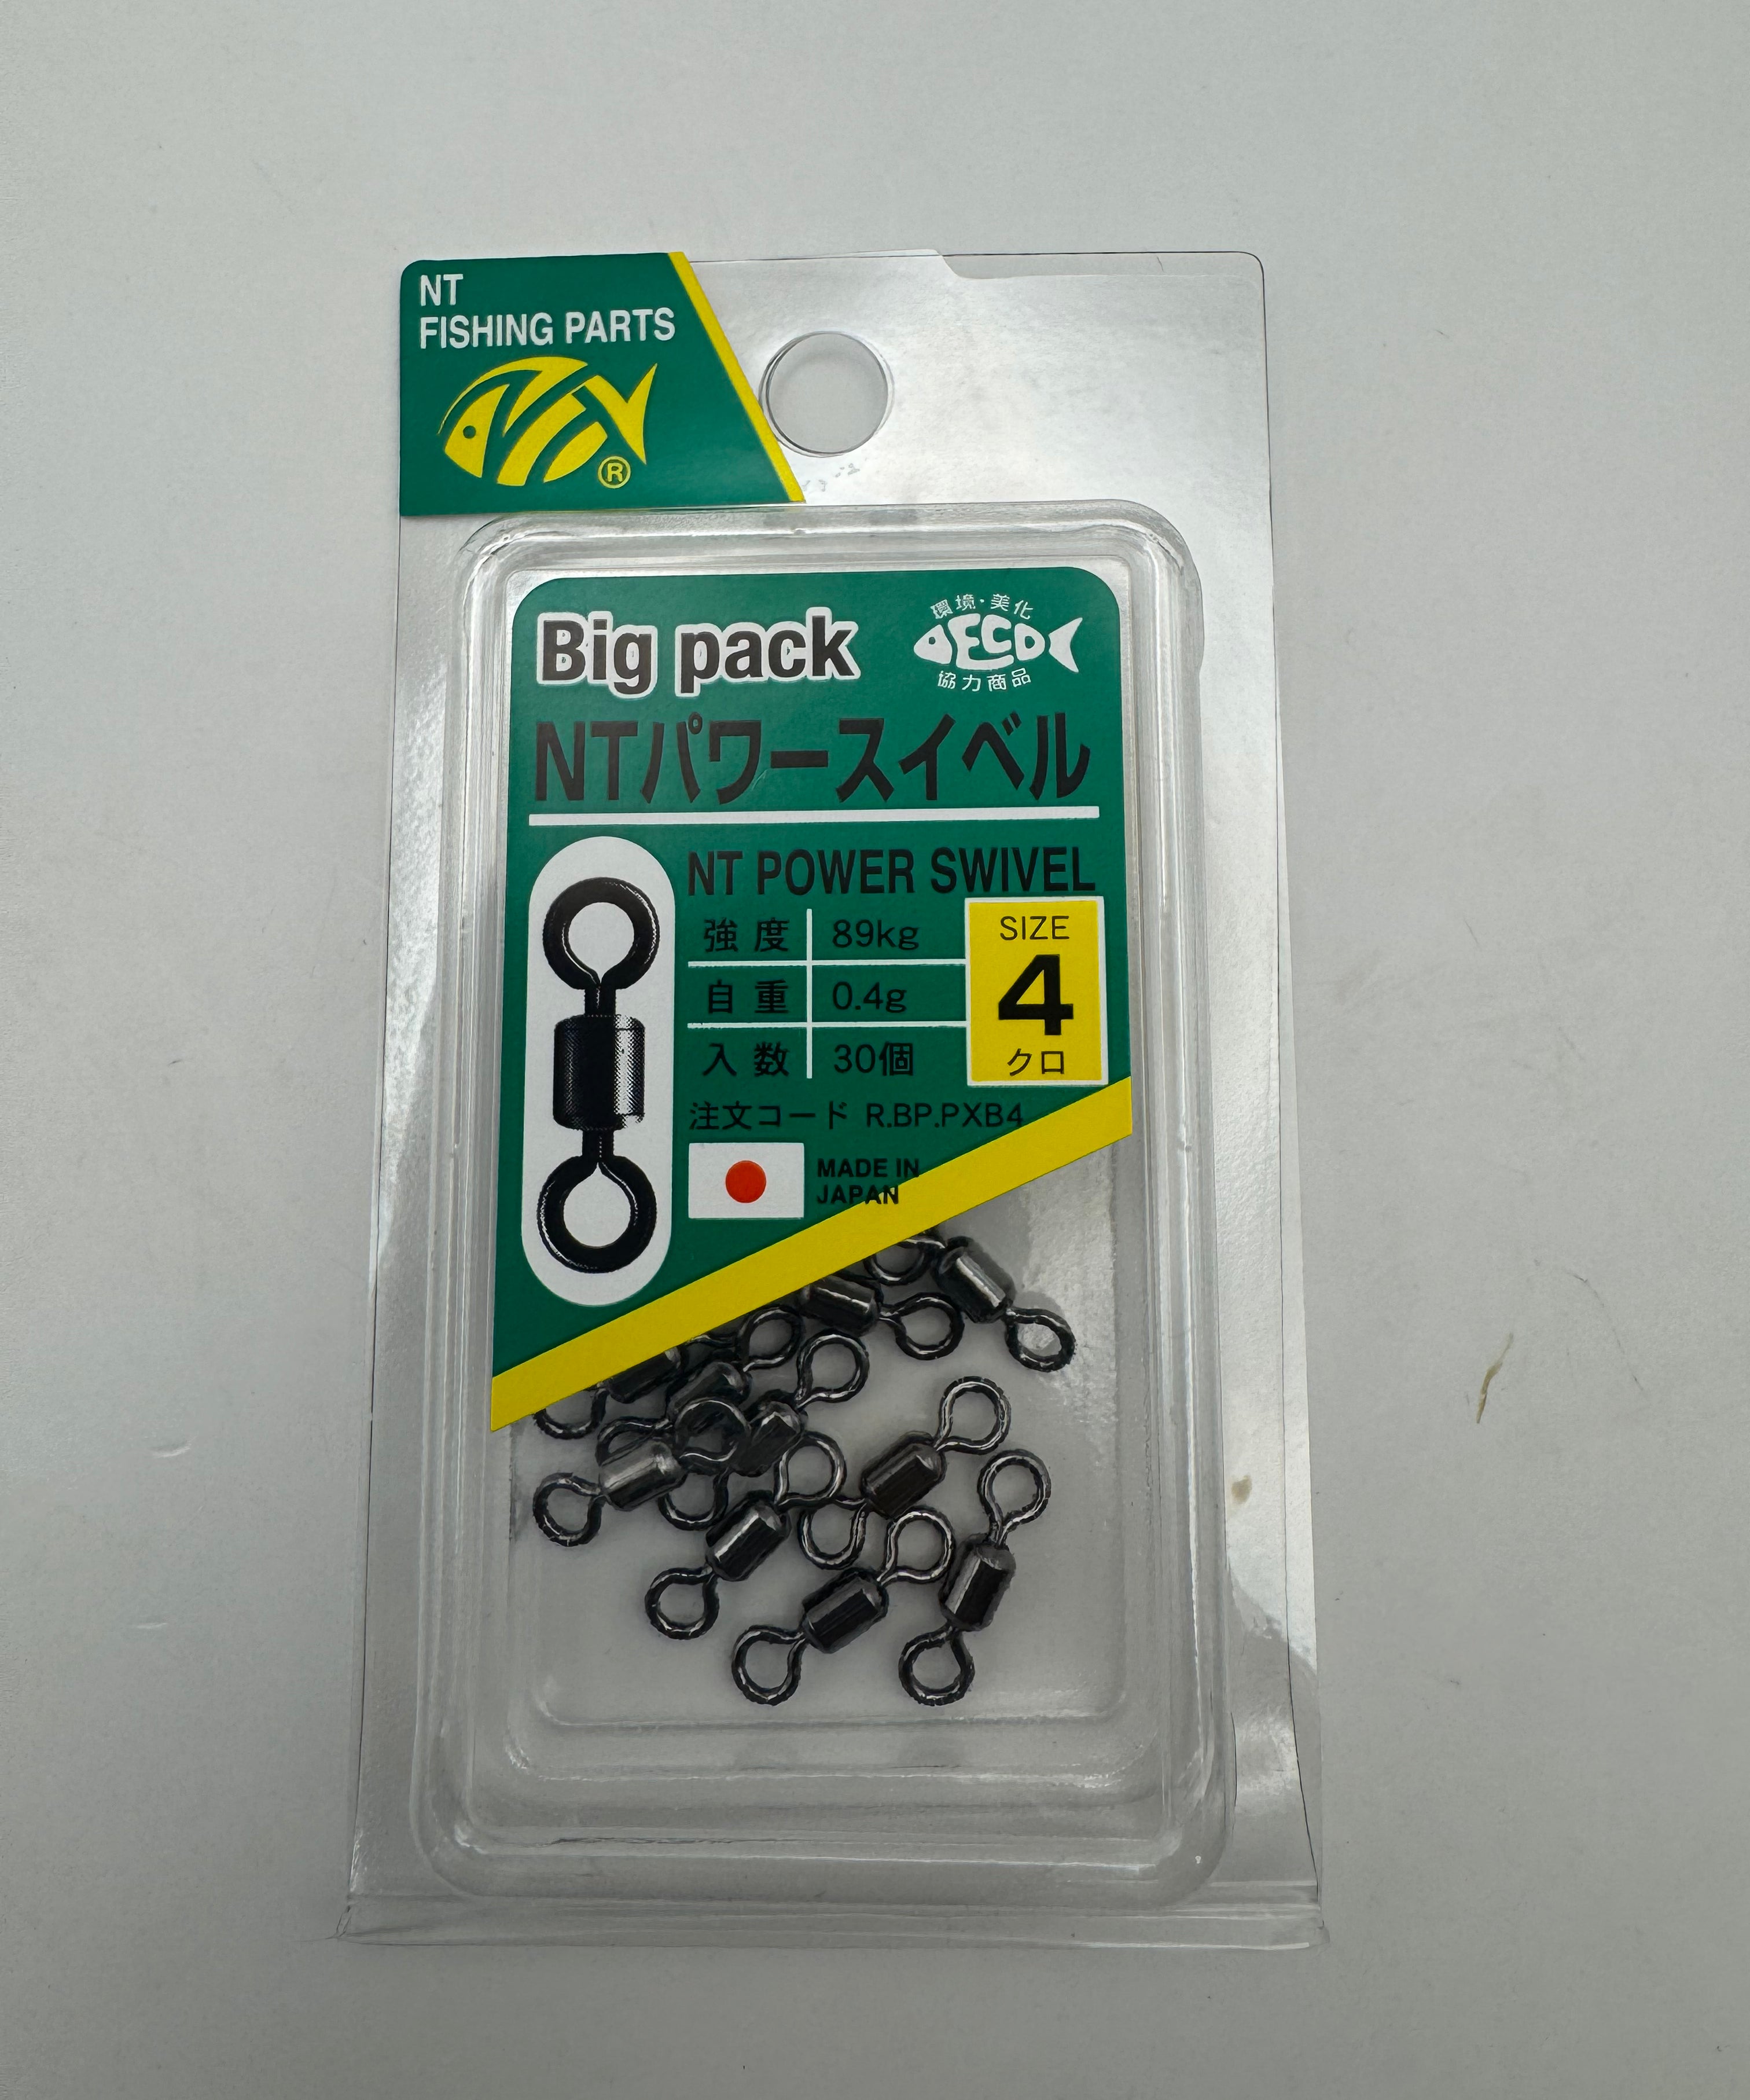 NT
FISHING PARTS
®
Big pack
環境・美化
ECO
協力商品
NTパワースイベル
NT POWER SWIVEL
強度 89kg
自重 0.4g
入数 30個
SIZE
4
クロ
注文コード R.BP.PXB4
MADE IN
JAPAN